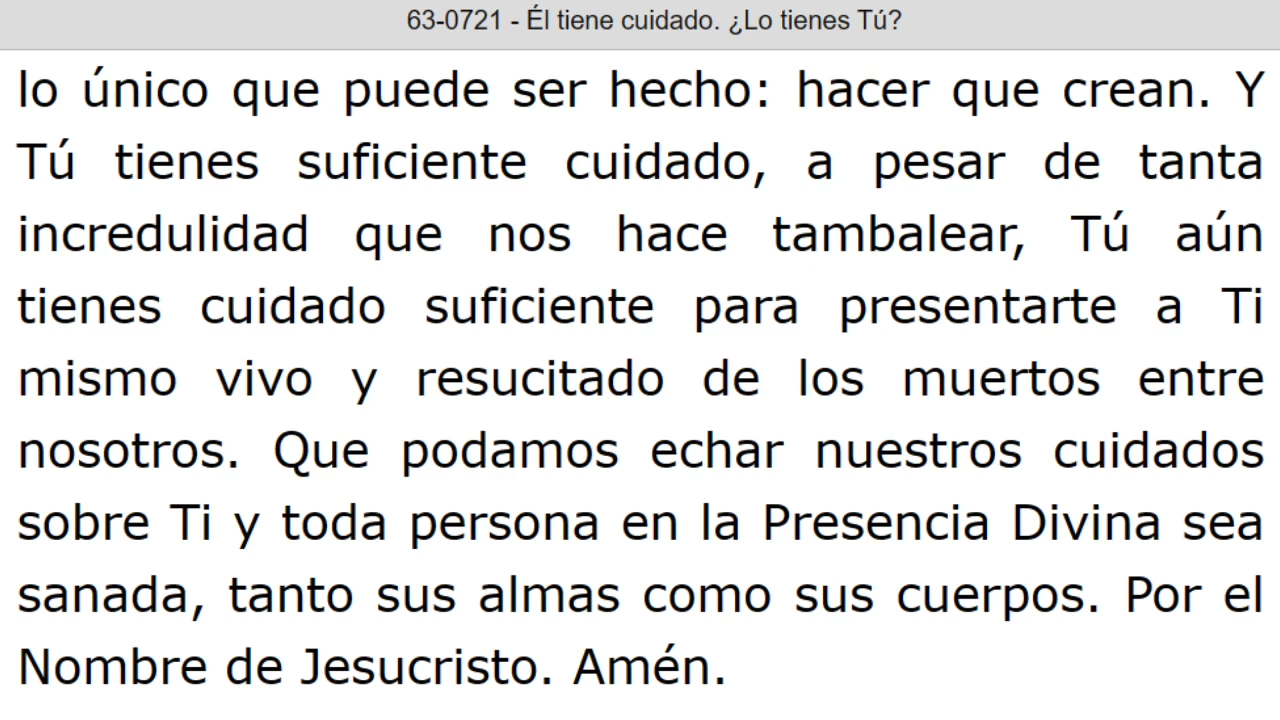 63-0721 - Él tiene cuidado. ¿Lo tienes Tú?
lo único que puede ser hecho: hacer que crean. Y
Tú tienes suficiente cuidado, a pesar de tanta
incredulidad que nos hace tambalear, Tú aún
tienes cuidado suficiente para presentarte a Ti
mismo vivo y resucitado de los muertos entre
nosotros. Que podamos echar nuestros cuidados
sobre Ti y toda persona en la Presencia Divina sea
sanada, tanto sus almas como sus cuerpos. Por el
Nombre de Jesucristo. Amén.